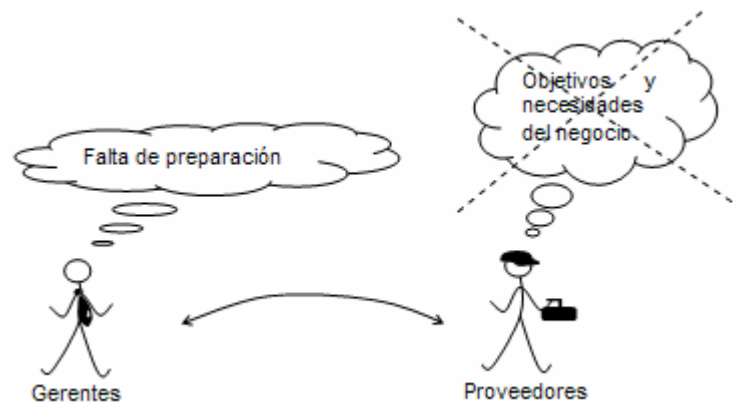 Objetivos y
necesidades
del negocio.
Falta de preparación
Gerentes
Proveedores